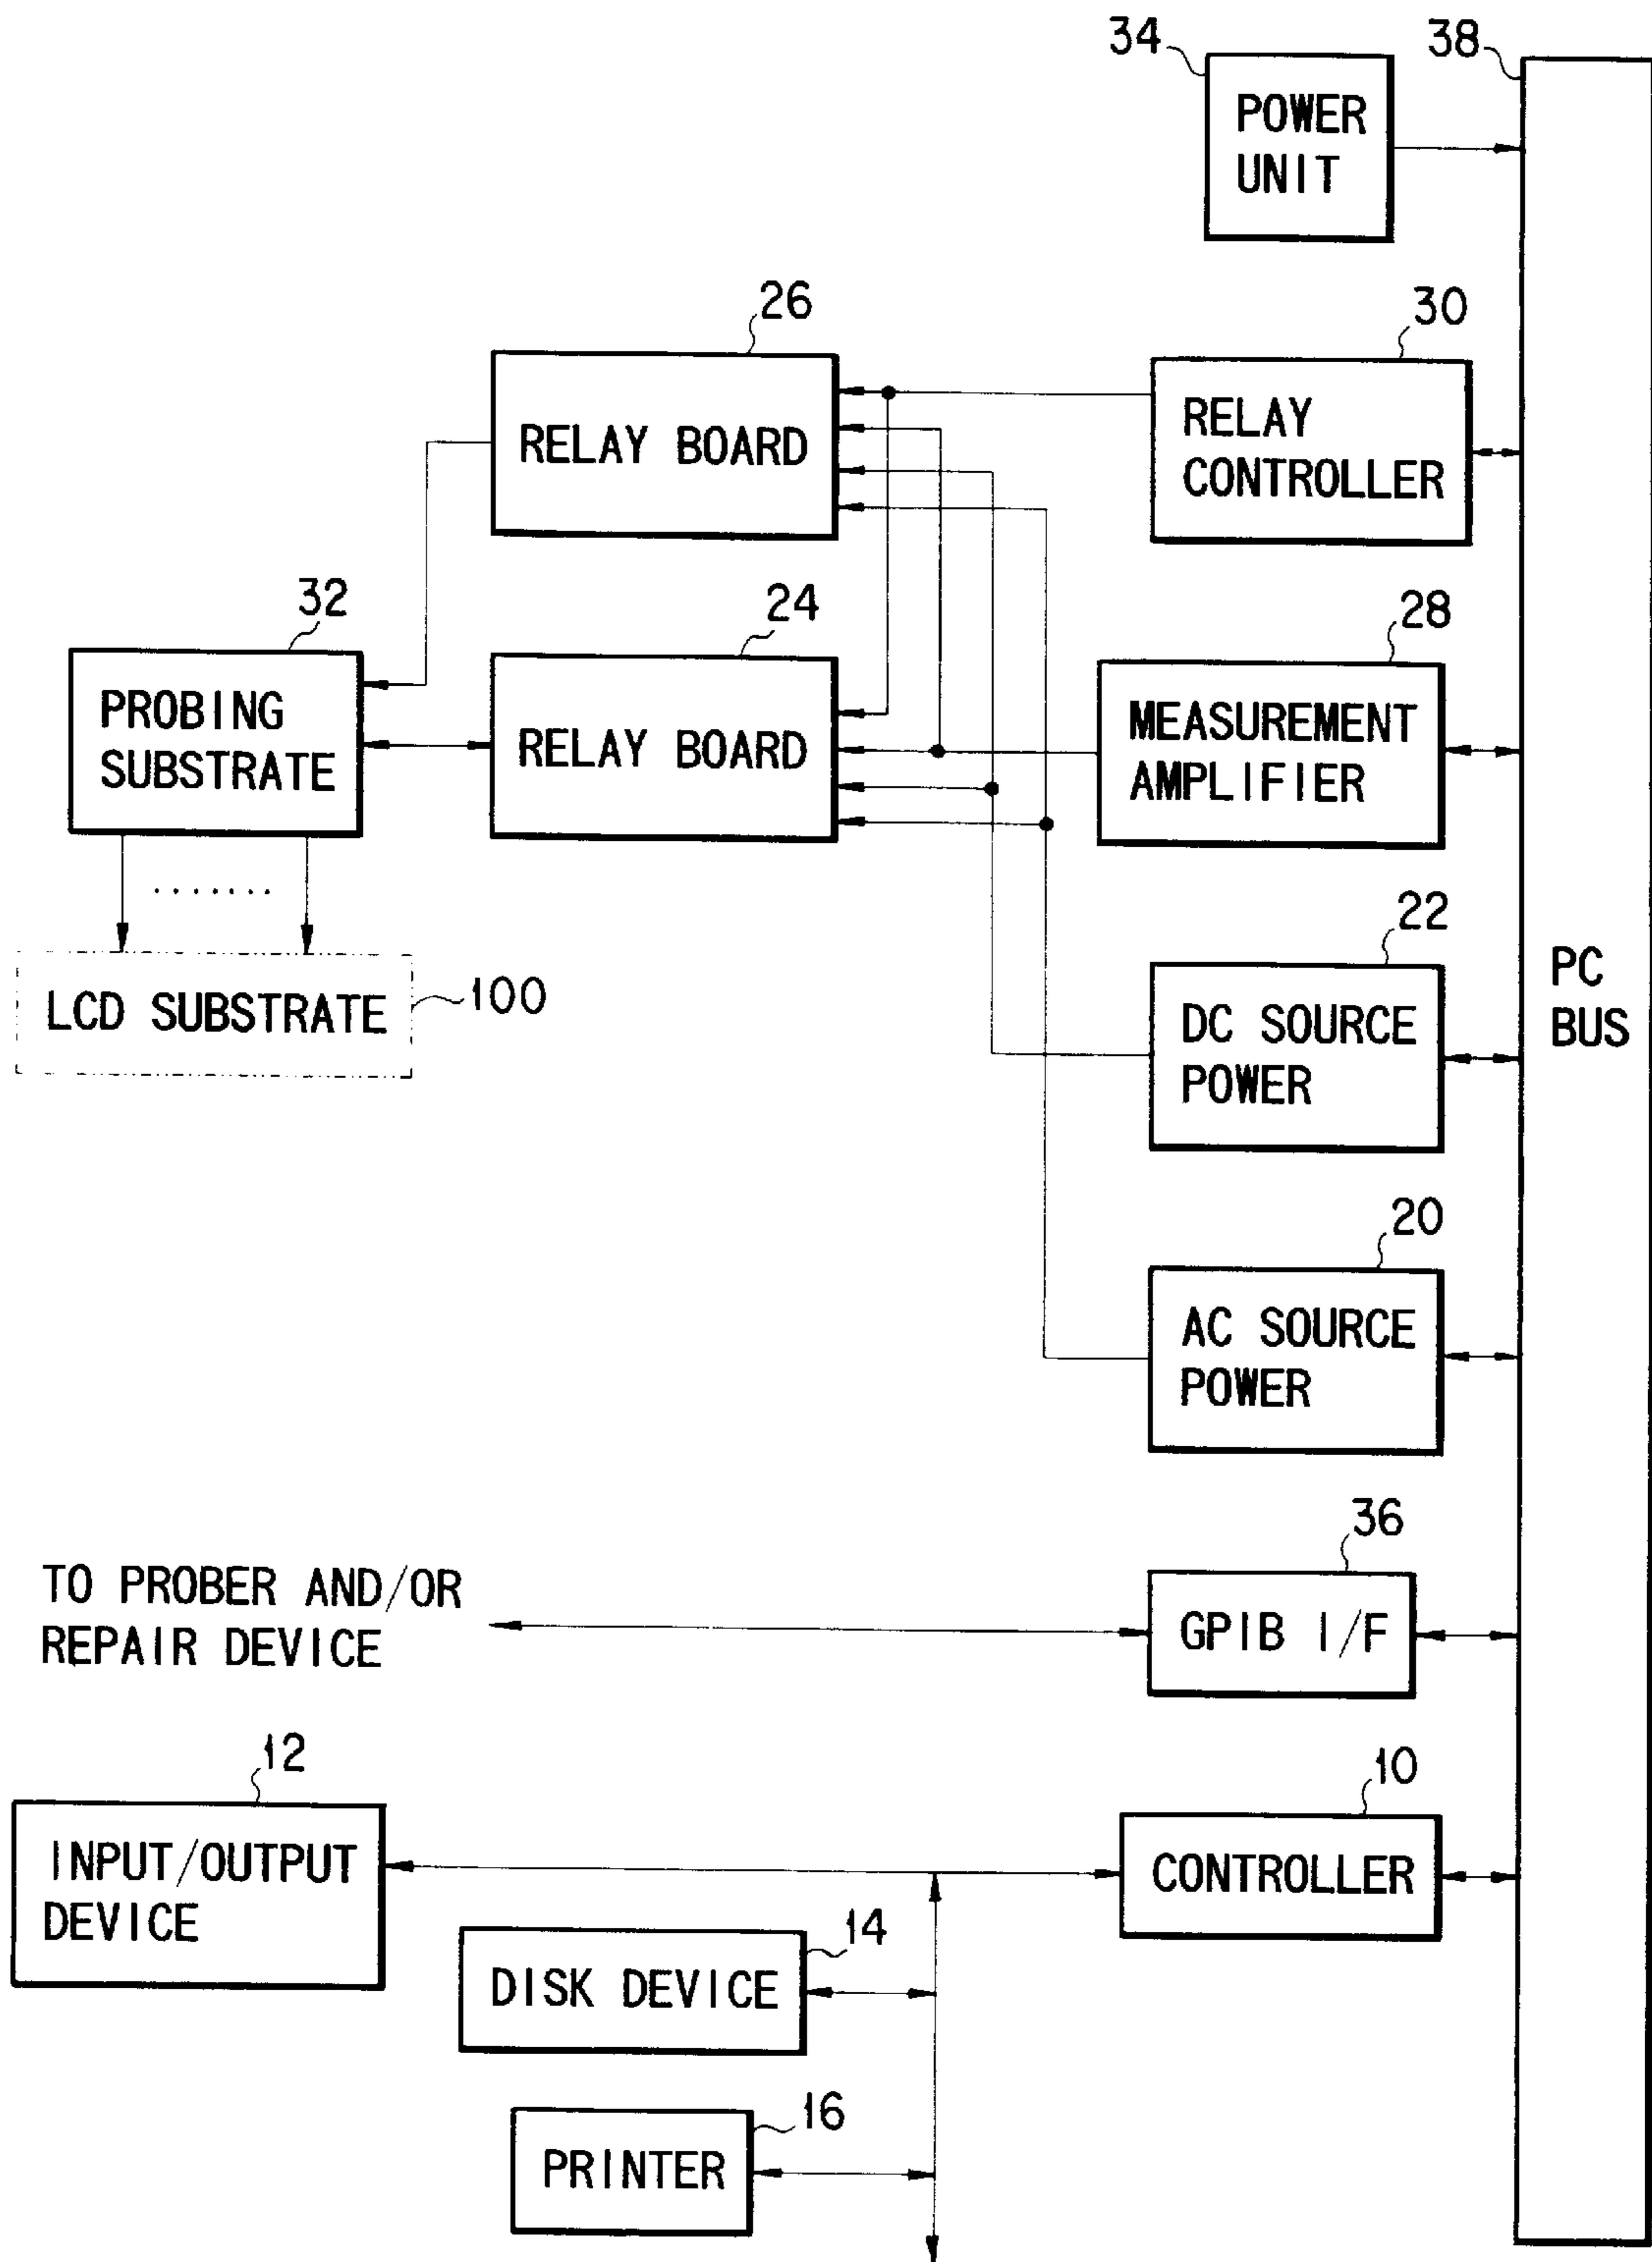 34
38
POWER
UNIT
26
30
RELAY BOARD
RELAY
CONTROLLER
32
24
28
PROBING
SUBSTRATE
RELAY BOARD
MEASUREMENT
AMPLIFIER
22
LCD SUBSTRATE
100
DC SOURCE
POWER
PC
BUS
20
AC SOURCE
POWER
36
TO PROBER AND/OR
REPAIR DEVICE
GPIB I/F
12
10
INPUT/OUTPUT
DEVICE
CONTROLLER
14
DISK DEVICE
16
PRINTER